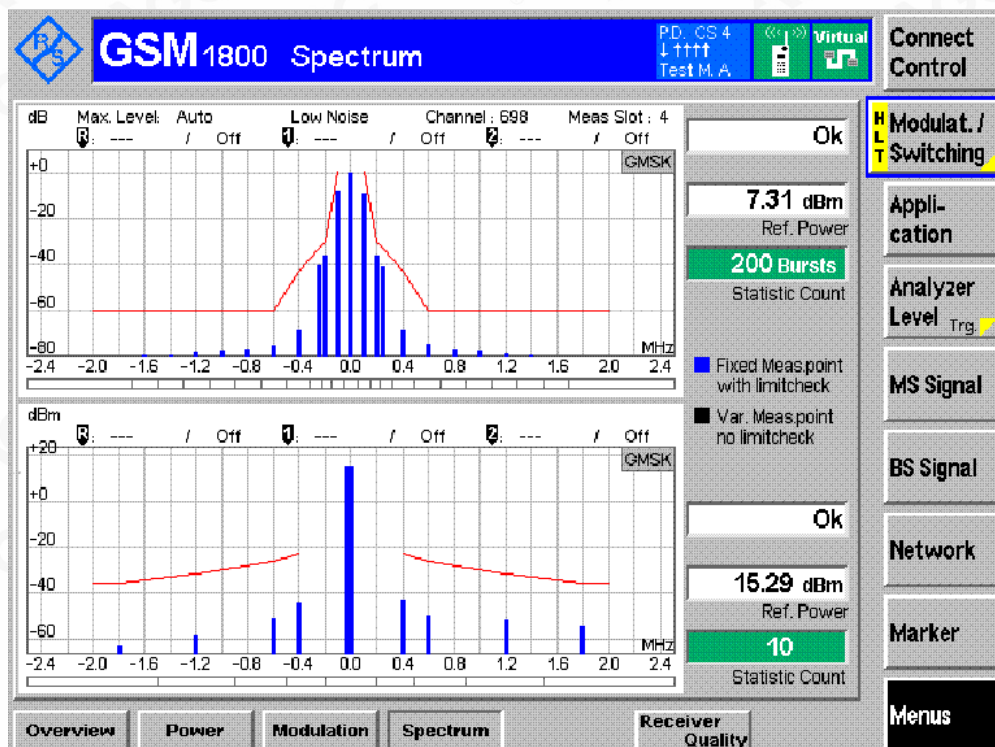 R S
GSM 1800 Spectrum
P.D. CS 4
↓ ↑↑↑↑
Test M. A
Virtual
Connect
Control
dB Max. Level: Auto Low Noise Channel : 698 Meas Slot : 4
R: --- / Off 1: --- / Off 2: --- / Off
GMSK
+0
-20
-40
-60
-80
MHz
-2.4 -2.0 -1.6 -1.2 -0.8 -0.4 0.0 0.4 0.8 1.2 1.6 2.0 2.4
Ok
7.31 dBm
Ref. Power
200 Bursts
Statistic Count
Fixed Meas.point
with limitcheck
Var. Meas.point
no limitcheck
dBm
R: --- / Off 1: --- / Off 2: --- / Off
GMSK
+20
+0
-20
-40
-60
MHz
-2.4 -2.0 -1.6 -1.2 -0.8 -0.4 0.0 0.4 0.8 1.2 1.6 2.0 2.4
Ok
15.29 dBm
Ref. Power
10
Statistic Count
HLT
Modulat. /
Switching
Appli-
cation
Analyzer
Level Trg.
MS Signal
BS Signal
Network
Marker
Menus
Overview
Power
Modulation
Spectrum
Receiver
Quality